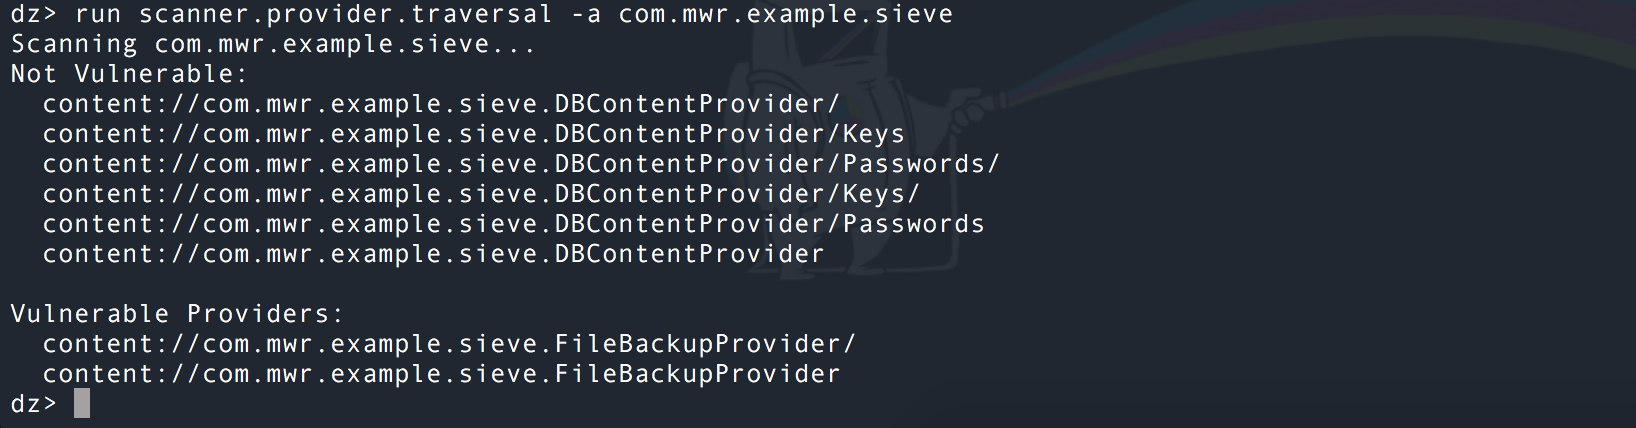 dz> run scanner.provider.traversal -a com.mwr.example.sieve
Scanning com.mwr.example.sieve...
Not Vulnerable:
  content://com.mwr.example.sieve.DBContentProvider/
  content://com.mwr.example.sieve.DBContentProvider/Keys
  content://com.mwr.example.sieve.DBContentProvider/Passwords/
  content://com.mwr.example.sieve.DBContentProvider/Keys/
  content://com.mwr.example.sieve.DBContentProvider/Passwords
  content://com.mwr.example.sieve.DBContentProvider

Vulnerable Providers:
  content://com.mwr.example.sieve.FileBackupProvider/
  content://com.mwr.example.sieve.FileBackupProvider
dz>